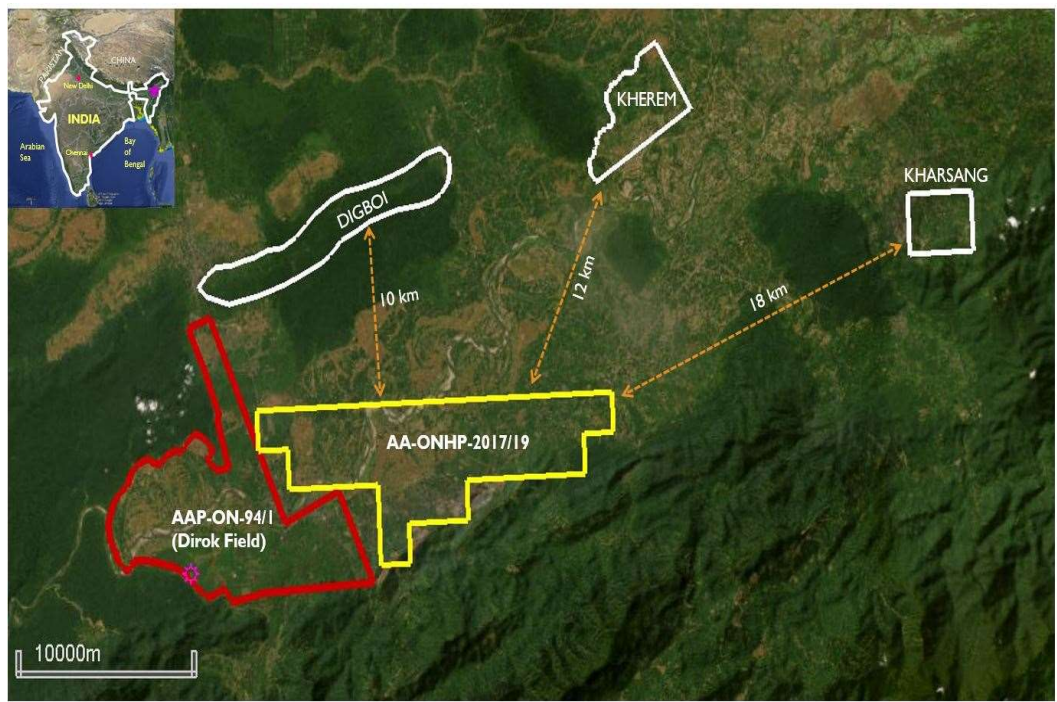 PAKISTAN
CHINA
New Delhi
INDIA
Arabian
Sea
Bay
of
Bengal
Chennai
KHEREM
KHARSANG
DIGBOI
10 km
12 km
18 km
AA-ONHP-2017/19
AAP-ON-94/1
(Dirok Field)
10000m